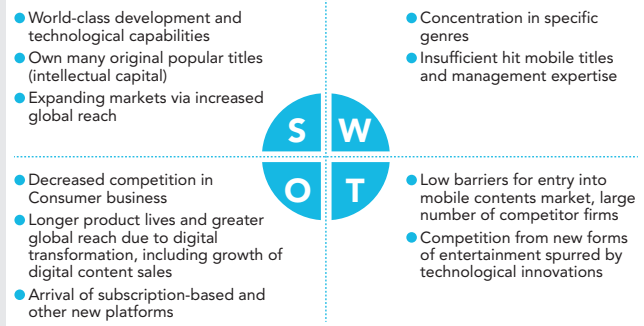 ● World-class development and
technological capabilities
● Own many original popular titles
(intellectual capital)
● Expanding markets via increased
global reach
● Concentration in specific
genres
● Insufficient hit mobile titles
and management expertise
S W
O T
● Decreased competition in
Consumer business
● Longer product lives and greater
global reach due to digital
transformation, including growth of
digital content sales
● Arrival of subscription-based and
other new platforms
● Low barriers for entry into
mobile contents market, large
number of competitor firms
● Competition from new forms
of entertainment spurred by
technological innovations